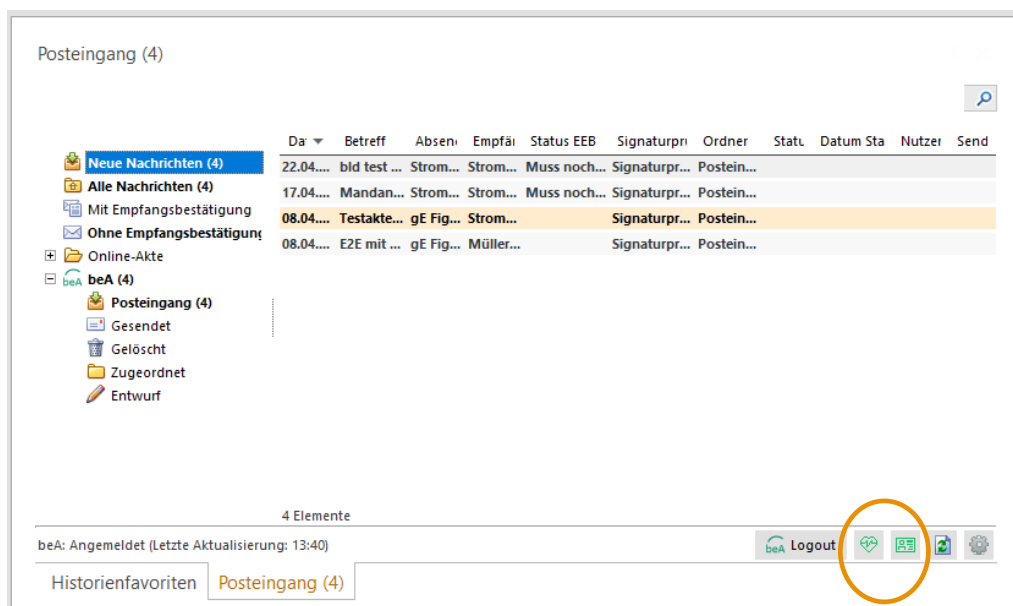 Posteingang (4)
Da Betreff Absen Empfäi Status EEB Signaturpri Ordner Statu Datum Sta Nutzer Send
Neue Nachrichten (4)
Alle Nachrichten (4)
Mit Empfangsbestätigung
Ohne Empfangsbestätigung
Online-Akte
beA beA (4)
Posteingang (4)
Gesendet
Gelöscht
Zugeordnet
Entwurf
22.04.... bld test ... Strom... Strom... Muss noch... Signaturpr... Postein...
17.04.... Mandan... Strom... Strom... Muss noch... Signaturpr... Postein...
08.04.... Testakte... gE Fig... Strom... Signaturpr... Postein...
08.04.... E2E mit ... gE Fig... Müller... Signaturpr... Postein...
4 Elemente
beA: Angemeldet (Letzte Aktualisierung: 13:40)
beA Logout
Historienfavoriten Posteingang (4)